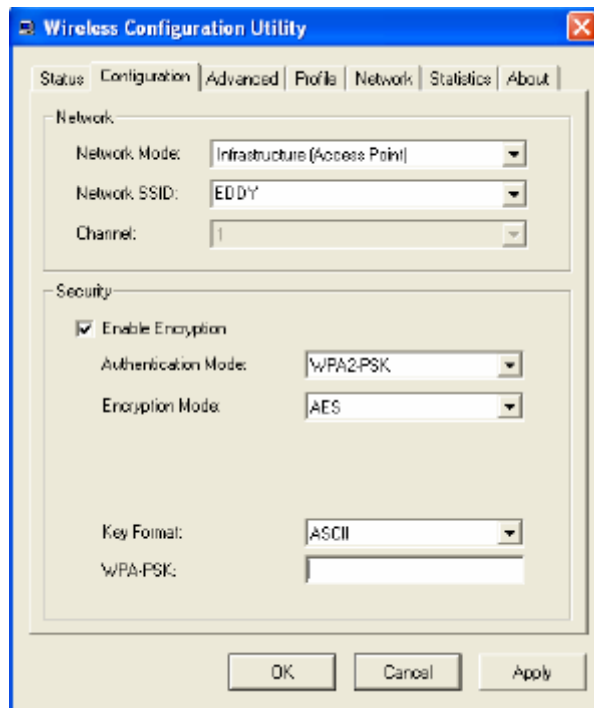 Wireless Configuration Utility
Status Configuration Advanced Profile Network Statistics About
Network
Network Mode: Infrastructure (Access Point)
Network SSID: EDDY
Channel: 1
Security
Enable Encryption
Authentication Mode: WPA2-PSK
Encryption Mode: AES
Key Format: ASCII
WPA-PSK:
OK Cancel Apply